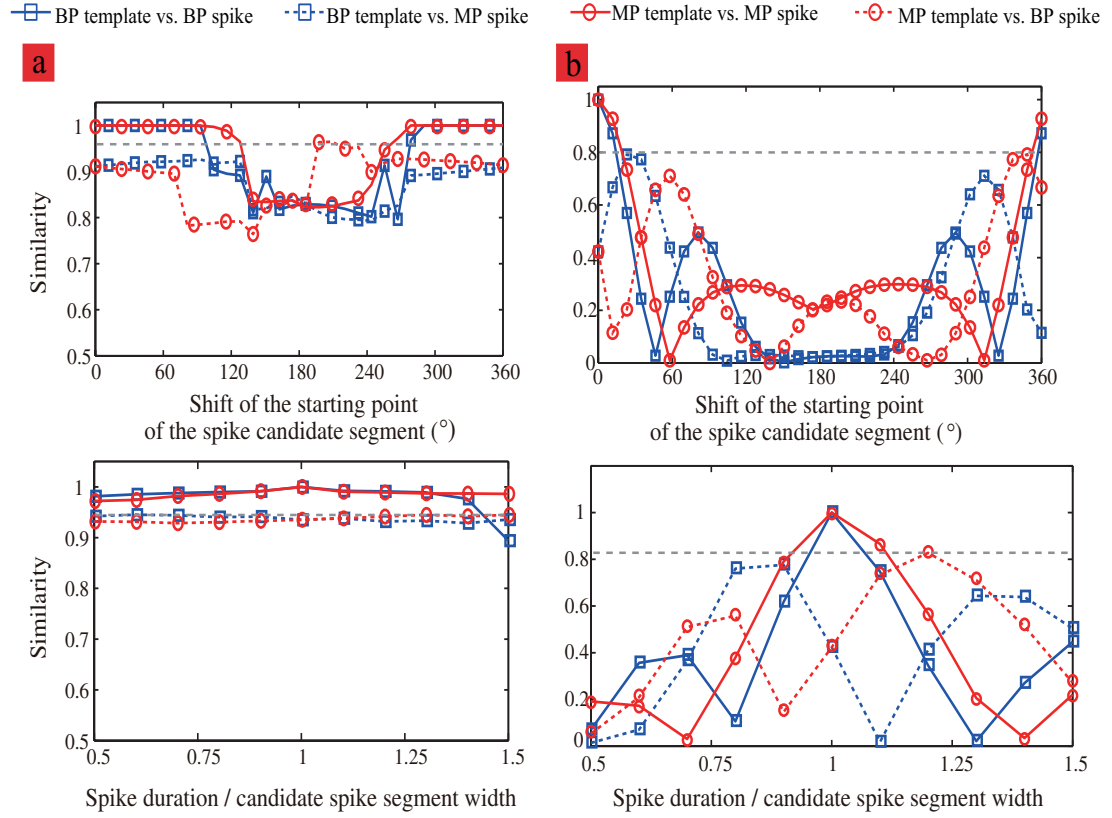 BP template vs. BP spike
BP template vs. MP spike
MP template vs. MP spike
MP template vs. BP spike
a
b
1
0.9
0.8
0.7
0.6
0.5
Similarity
0 120 180 240 300 360
Shift of the starting point
of the spike candidate segment (°)
1
0.8
0.6
0.4
0.2
0
0 60 120 180 240 300 360
Shift of the starting point
of the spike candidate segment (°)
1
0.9
0.8
0.7
0.6
0.5
Similarity
0.5 0.75 1 1.25 1.5
Spike duration / candidate spike segment width
1
0.8
0.6
0.4
0.2
0
0.5 0.75 1 1.25 1.5
Spike duration / candidate spike segment width